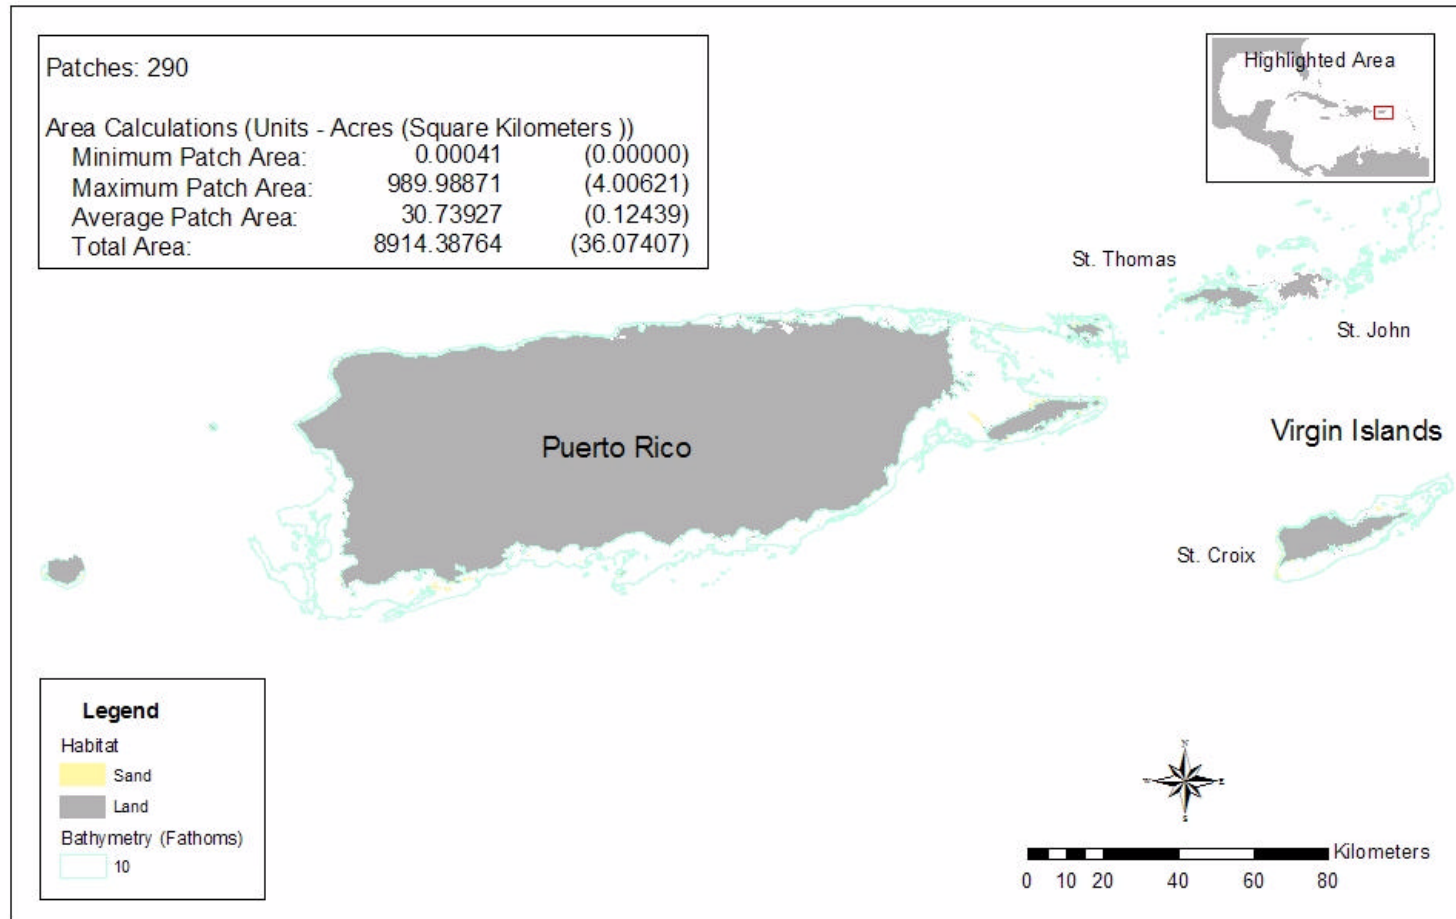 Patches: 290
Area Calculations (Units - Acres (Square Kilometers ))
Minimum Patch Area: 0.00041 (0.00000)
Maximum Patch Area: 989.98871 (4.00621)
Average Patch Area: 30.73927 (0.12439)
Total Area: 8914.38764 (36.07407)
Highlighted Area
St. Thomas
St. John
Puerto Rico
Virgin Islands
St. Croix
Legend
Habitat
Sand
Land
Bathymetry (Fathoms)
10
N
W E
S
Kilometers
0 10 20 40 60 80